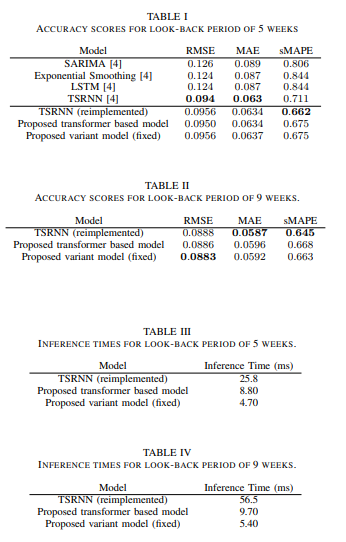 TABLE I
ACCURACY SCORES FOR LOOK-BACK PERIOD OF 5 WEEKS
Model RMSE MAE sMAPE
SARIMA [4] 0.126 0.089 0.806
Exponential Smoothing [4] 0.124 0.087 0.844
LSTM [4] 0.124 0.087 0.844
TSRNN [4] 0.094 0.063 0.711
TSRNN (reimplemented) 0.0956 0.0634 0.662
Proposed transformer based model 0.0950 0.0634 0.675
Proposed variant model (fixed) 0.0956 0.0637 0.675
TABLE II
ACCURACY SCORES FOR LOOK-BACK PERIOD OF 9 WEEKS.
Model RMSE MAE sMAPE
TSRNN (reimplemented) 0.0888 0.0587 0.645
Proposed transformer based model 0.0886 0.0596 0.668
Proposed variant model (fixed) 0.0883 0.0592 0.663
TABLE III
INFERENCE TIMES FOR LOOK-BACK PERIOD OF 5 WEEKS.
Model Inference Time (ms)
TSRNN (reimplemented) 25.8
Proposed transformer based model 8.80
Proposed variant model (fixed) 4.70
TABLE IV
INFERENCE TIMES FOR LOOK-BACK PERIOD OF 9 WEEKS.
Model Inference Time (ms)
TSRNN (reimplemented) 56.5
Proposed transformer based model 9.70
Proposed variant model (fixed) 5.40